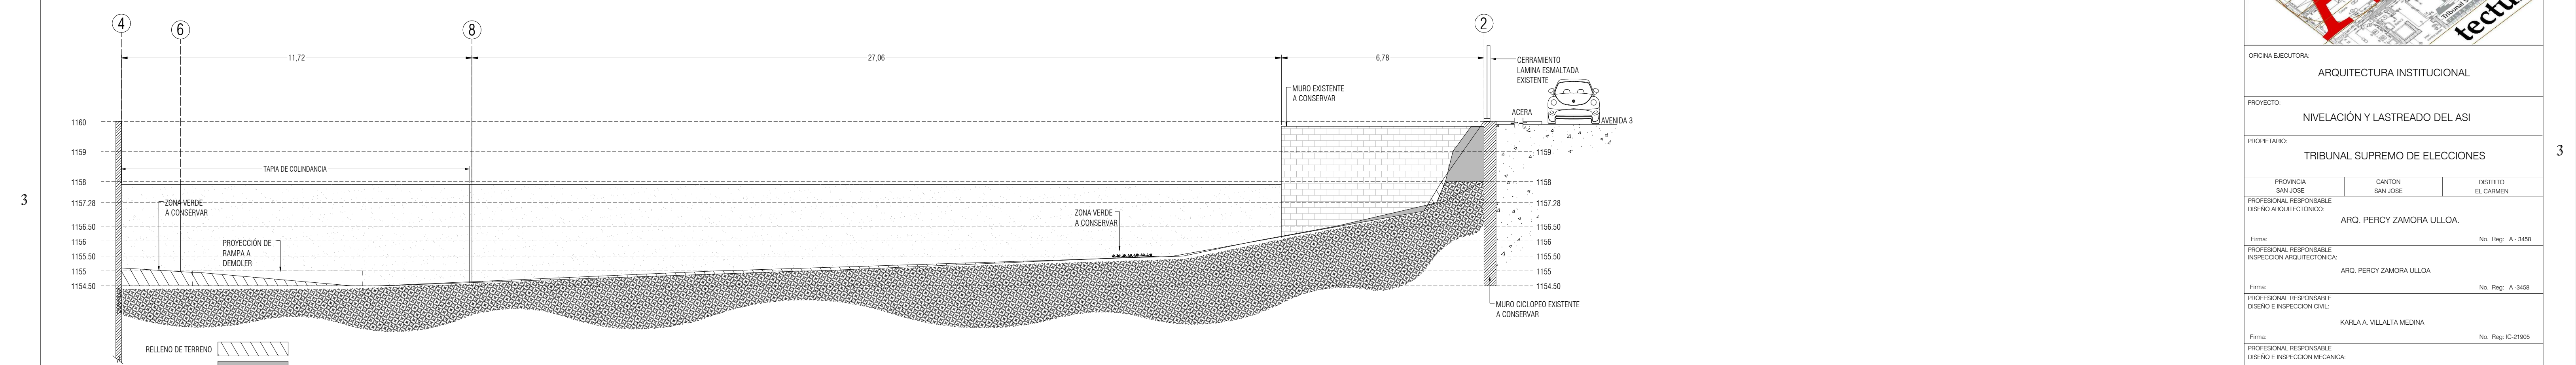 4
6
8
2
11,72
27,06
6,78
CERRAMIENTO
LAMINA ESMALTADA
EXISTENTE
MURO EXISTENTE
A CONSERVAR
ACERA
AVENIDA 3
1160
1159
1158
1157.28
1156.50
1156
1155.50
1155
1154.50
TAPIA DE COLINDANCIA
ZONA VERDE
A CONSERVAR
PROYECCIÓN DE
RAMPA A.
DEMOLER
ZONA VERDE
A CONSERVAR
1159
1158
1157.28
1156.50
1156
1155.50
1155
1154.50
MURO CICLOPEO EXISTENTE
A CONSERVAR
RELLENO DE TERRENO
3
3
tectu
OFICINA EJECUTORA:
ARQUITECTURA INSTITUCIONAL
PROYECTO:
NIVELACIÓN Y LASTREADO DEL ASI
PROPIETARIO:
TRIBUNAL SUPREMO DE ELECCIONES
PROVINCIA CANTON DISTRITO
SAN JOSE SAN JOSE EL CARMEN
PROFESIONAL RESPONSABLE
DISEÑO ARQUITECTONICO:
ARQ. PERCY ZAMORA ULLOA.
Firma: No. Reg: A - 3458
PROFESIONAL RESPONSABLE
INSPECCION ARQUITECTONICA:
ARQ. PERCY ZAMORA ULLOA
Firma: No. Reg: A -3458
PROFESIONAL RESPONSABLE
DISEÑO E INSPECCION CIVIL:
KARLA A. VILLALTA MEDINA
Firma: No. Reg: IC-21905
PROFESIONAL RESPONSABLE
DISEÑO E INSPECCION MECANICA: